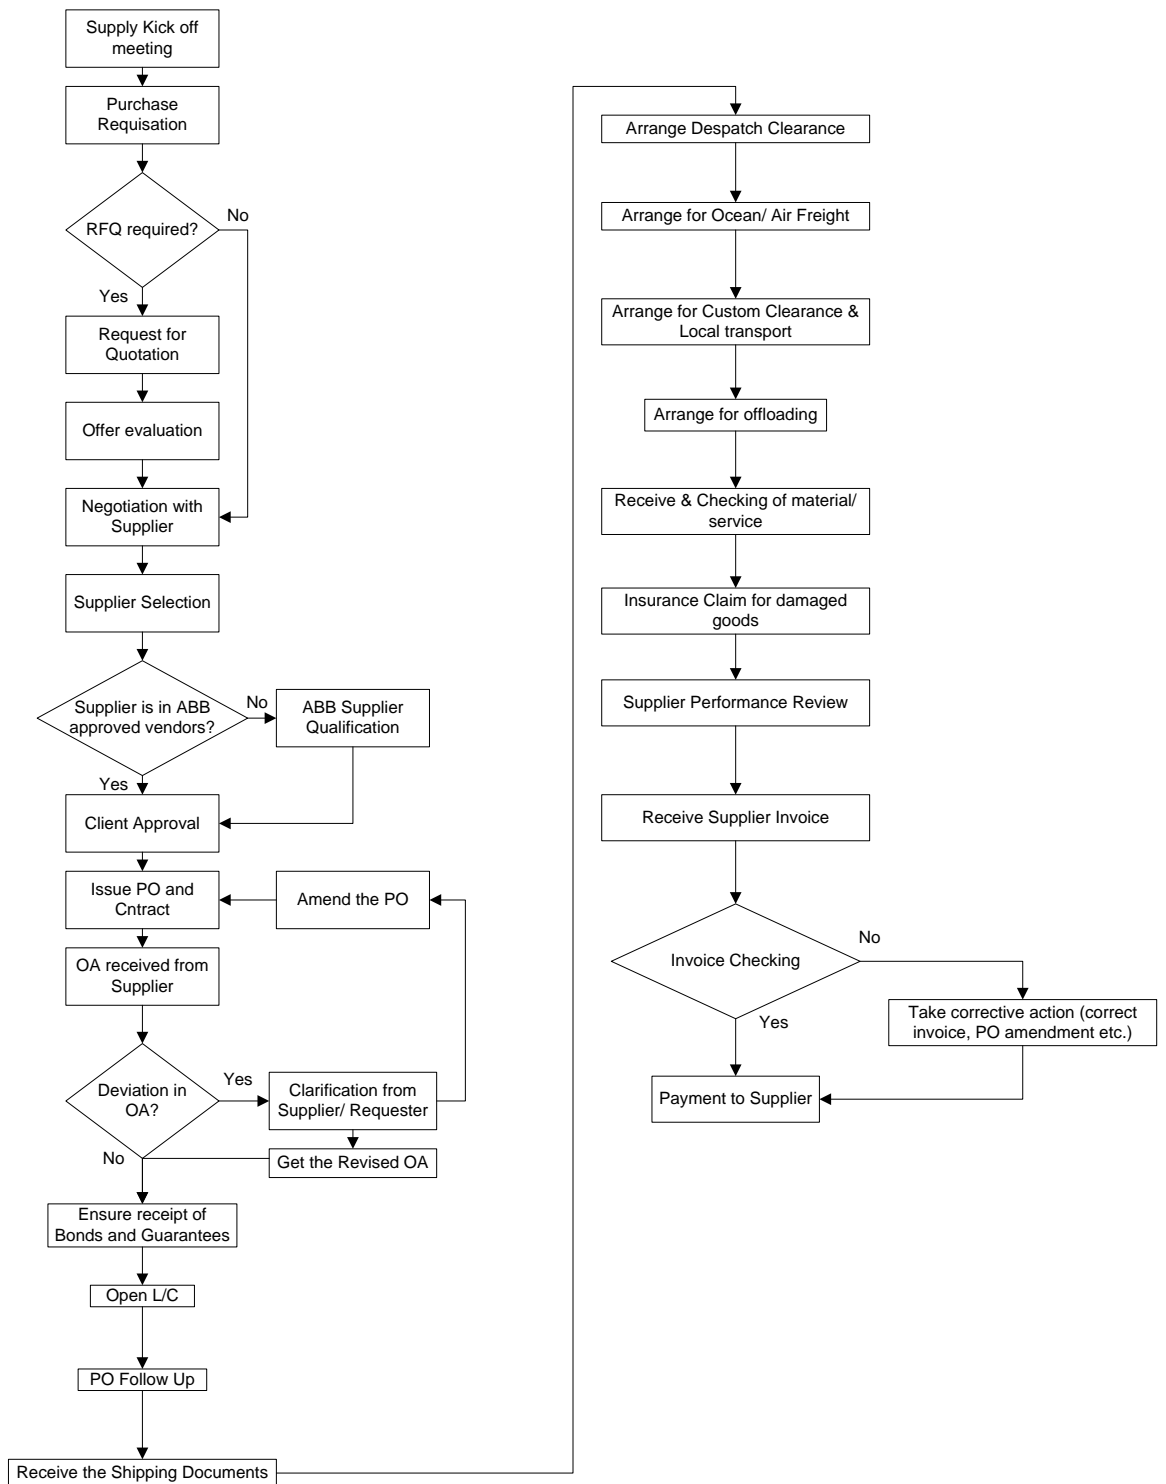 Supply Kick off
meeting
Purchase
Requisation
RFQ required?
No
Yes
Request for
Quotation
Offer evaluation
Negotiation with
Supplier
Supplier Selection
Supplier is in ABB
approved vendors?
No
ABB Supplier
Qualification
Yes
Client Approval
Issue PO and
Cntract
Amend the PO
OA received from
Supplier
Deviation in
OA?
Yes
Clarification from
Supplier/ Requester
No
Get the Revised OA
Ensure receipt of
Bonds and Guarantees
Open L/C
PO Follow Up
Receive the Shipping Documents
Arrange Despatch Clearance
Arrange for Ocean/ Air Freight
Arrange for Custom Clearance &
Local transport
Arrange for offloading
Receive & Checking of material/
service
Insurance Claim for damaged
goods
Supplier Performance Review
Receive Supplier Invoice
Invoice Checking
No
Yes
Take corrective action (correct
invoice, PO amendment etc.)
Payment to Supplier